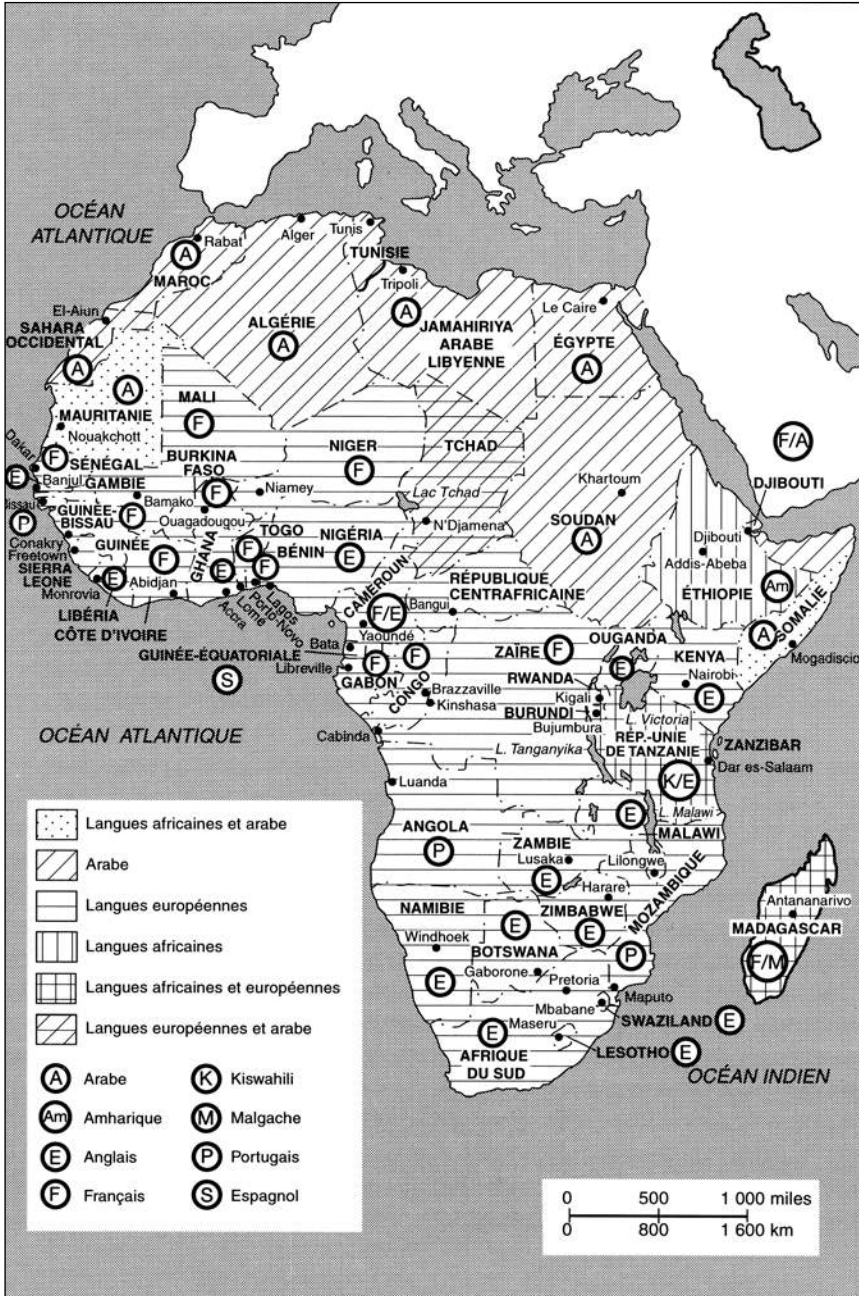 OCÉAN
ATLANTIQUE
Rabat
A
MAROC
Alger
Tunis
TUNISIE
Tripoli
A
JAMAHIRIYA
ARABE
LIBYENNE
Le Caire
ÉGYPTE
A
El-Aiun
SAHARA
OCCIDENTAL
A
ALGÉRIE
A
A
MAURITANIE
Nouakchott
MALI
F
NIGER
F
TCHAD
Lac Tchad
N'Djamena
Khartoum
SOUDAN
A
F/A
DJIBOUTI
Djibouti
Addis-Abeba
ÉTHIOPIE
Am
A
SOMALIE
Mogadiscio
Dakar
F
SÉNÉGAL
E
Banjul
GAMBIE
Bissau
P
GUINÉE-
BISSAU
Bamako
F
BURKINA
FASO
F
Ouagadougou
Niamey
Conakry
GUINÉE
F
Freetown
SIERRA
LEONE
E
Monrovia
LIBÉRIA
Abidjan
CÔTE D'IVOIRE
GHANA
E
Accra
TOGO
F
Lomé
BÉNIN
F
Porto-Novo
Lagos
NIGÉRIA
E
CAMEROUN
F/E
Yaoundé
RÉPUBLIQUE
CENTRAFRICAINE
Bangui
Bata
GUINÉE-ÉQUATORIALE
S
Libreville
F
GABON
F
CONGO
Brazzaville
Kinshasa
ZAÏRE
F
OUGANDA
E
KENYA
Nairobi
E
RWANDA
Kigali
BURUNDI
Bujumbura
L. Victoria
L. Tanganyika
RÉP.-UNIE
DE TANZANIE
K/E
ZANZIBAR
Dar es-Salaam
OCÉAN ATLANTIQUE
Cabinda
Luanda
ANGOLA
P
ZAMBIE
Lusaka
E
E
L. Malawi
MALAWI
Lilongwe
MOZAMBIQUE
P
Harare
ZIMBABWE
E
NAMIBIE
Windhoek
E
E
BOTSWANA
Gaborone
Pretoria
Maputo
Mbabane
SWAZILAND
E
Maseru
LESOTHO
E
E
AFRIQUE
DU SUD
Antananarivo
MADAGASCAR
F/M
OCÉAN INDIEN
Langues africaines et arabe
Arabe
Langues européennes
Langues africaines
Langues africaines et européennes
Langues européennes et arabe
A Arabe
K Kiswahili
Am Amharique
M Malgache
E Anglais
P Portugais
F Français
S Espagnol
0 500 1 000 miles
0 800 1 600 km